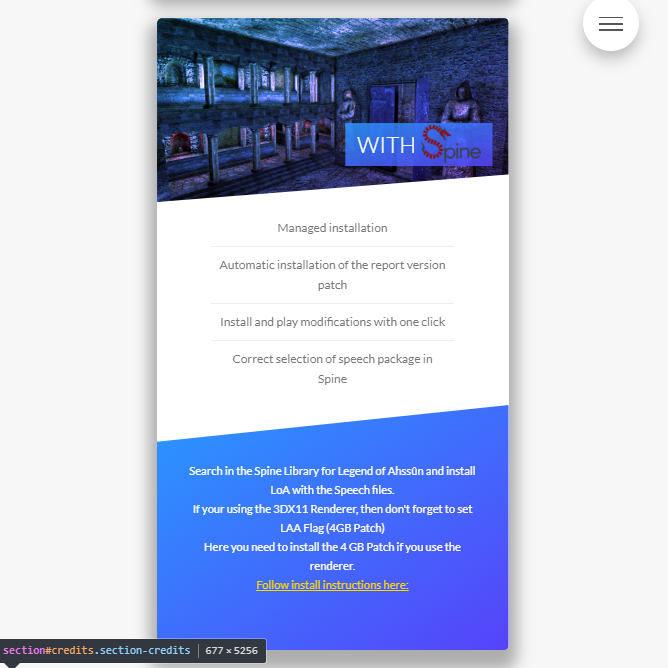 WITH Spine
Managed installation
Automatic installation of the report version
patch
Install and play modifications with one click
Correct selection of speech package in
Spine
Search in the Spine Library for Legend of Ahssûn and install
LoA with the Speech files.
If your using the 3DX11 Renderer, then don't forget to set
LAA Flag (4GB Patch)
Here you need to install the 4 GB Patch if you use the
renderer.
Follow install instructions here:
section#credits.section-credits 677 × 5256